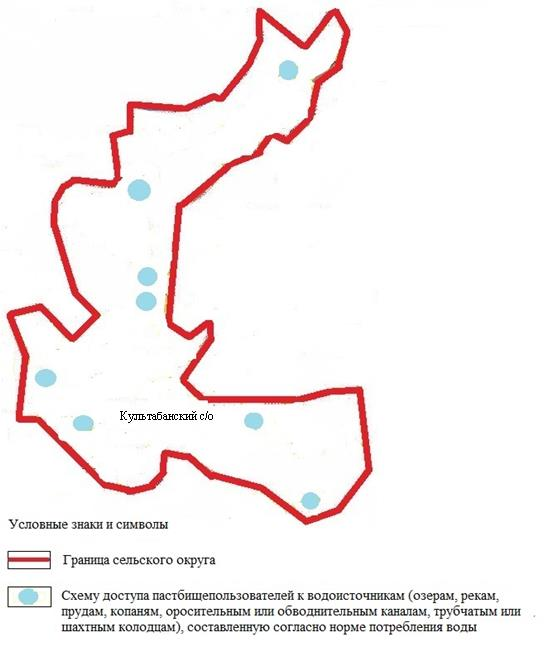 Культабанский с/о
Условные знаки и символы
Граница сельского округа
Схему доступа пастбищепользователей к водоисточникам (озерам, рекам,
прудам, копаням, оросительным или обводнительным каналам, трубчатым или
шахтным колодцам), составленную согласно норме потребления воды